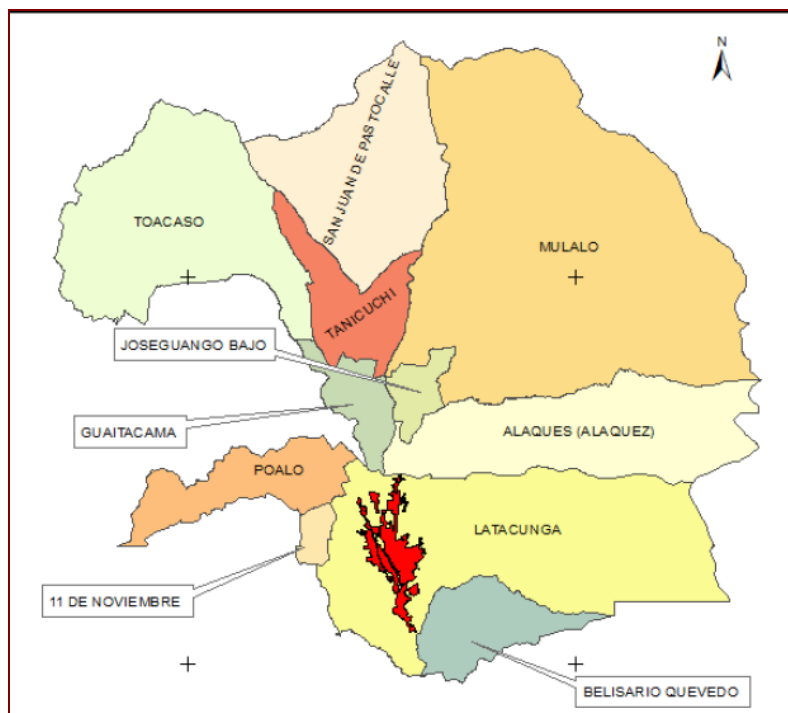 N
SAN JUAN DE PASTOCALLE
TOACASO
MULALO
TANICUCHI
JOSEGUANGO BAJO
GUAITACAMA
ALAQUES (ALAQUEZ)
POALO
LATACUNGA
11 DE NOVIEMBRE
BELISARIO QUEVEDO